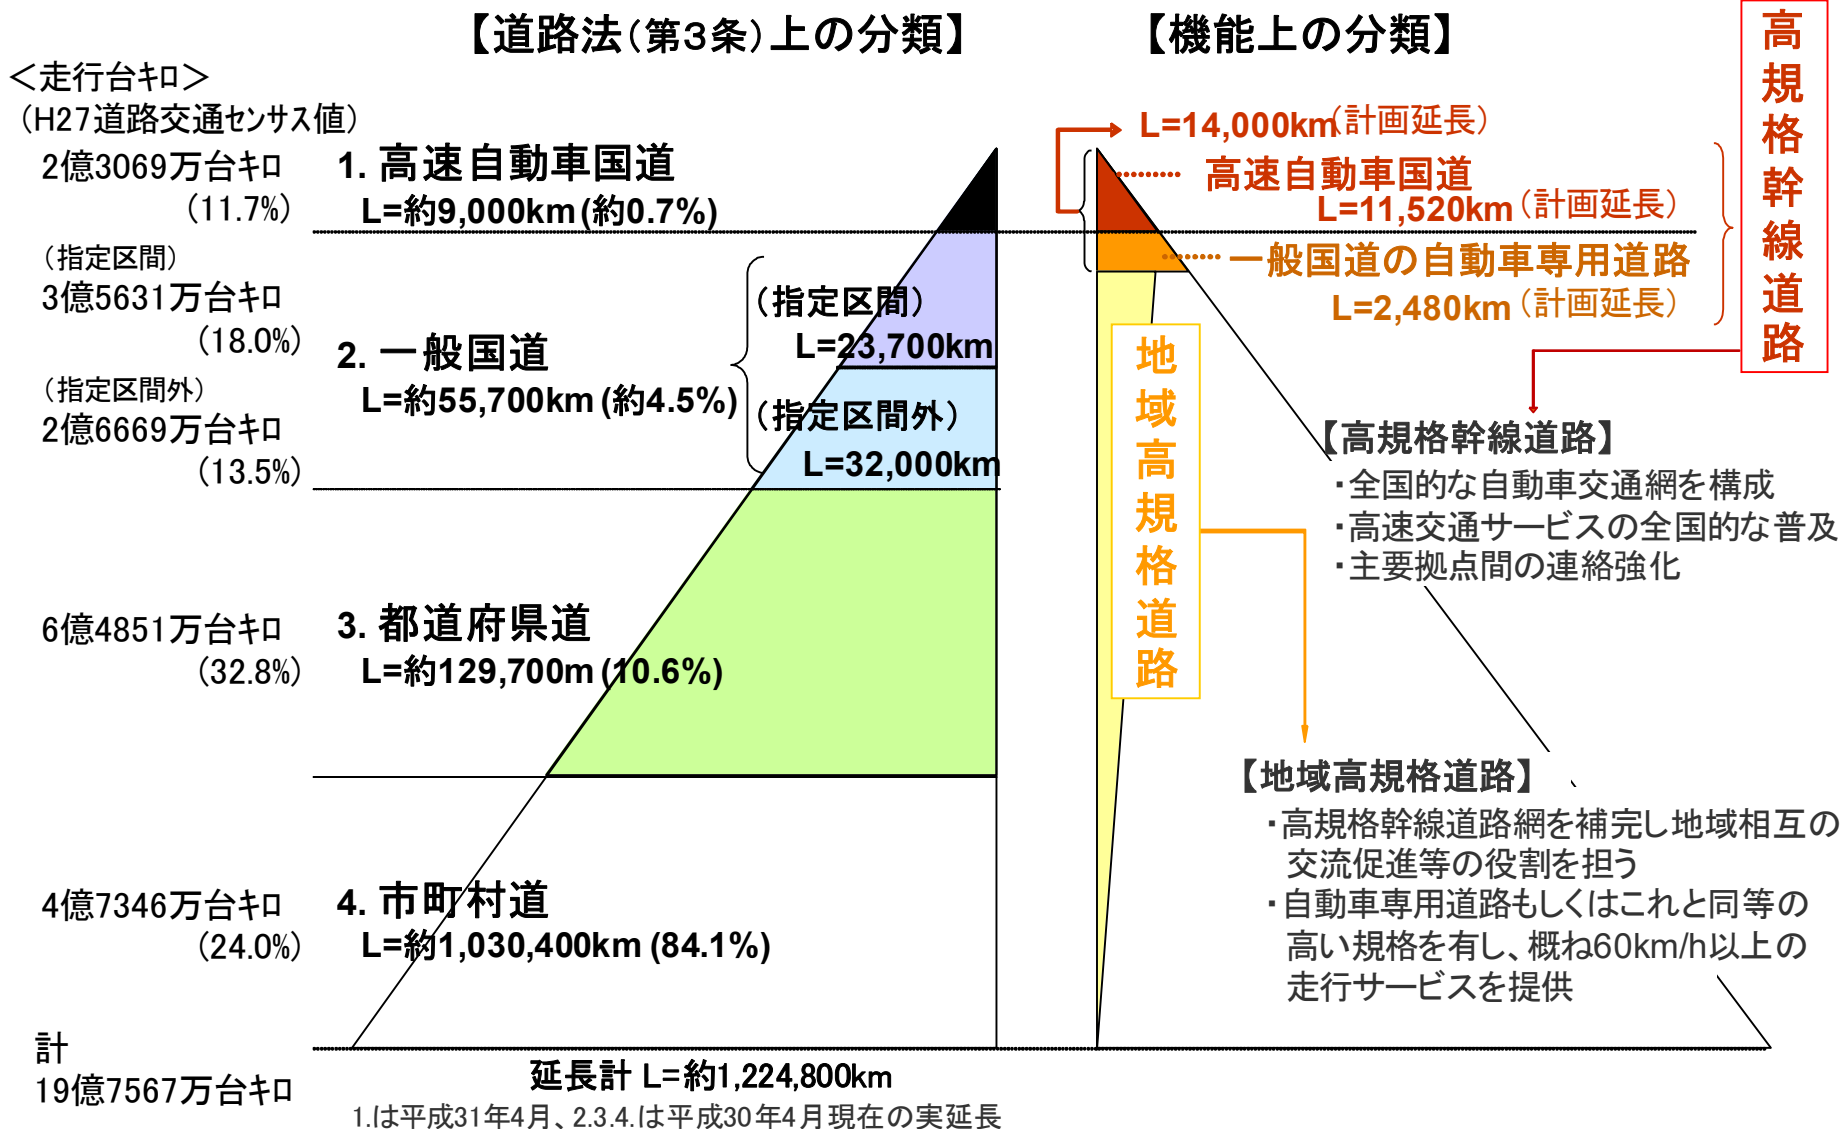 【道路法（第３条）上の分類】
＜走行台ｷﾛ＞
（H27道路交通ｾﾝｻｽ値）
2億3069万台ｷﾛ
(11.7%)
1. 高速自動車国道
L=約9,000km (約0.7%)
（指定区間）
3億5631万台ｷﾛ
(18.0%)
（指定区間外）
2億6669万台ｷﾛ
(13.5%)
2. 一般国道
L=約55,700km (約4.5%)
（指定区間）
L=23,700km
（指定区間外）
L=32,000km
6億4851万台ｷﾛ
(32.8%)
3. 都道府県道
L=約129,700m (10.6%)
4億7346万台ｷﾛ
(24.0%)
4. 市町村道
L=約1,030,400km (84.1%)
計
19億7567万台ｷﾛ
延長計 L=約1,224,800km
1.は平成31年4月、2.3.4.は平成30年4月現在の実延長
【機能上の分類】
L=14,000km（計画延長）
高速自動車国道
L=11,520km（計画延長）
一般国道の自動車専用道路
L=2,480km（計画延長）
高規格幹線道路
地域高規格道路
【高規格幹線道路】
・全国的な自動車交通網を構成
・高速交通サービスの全国的な普及
・主要拠点間の連絡強化
【地域高規格道路】
・高規格幹線道路網を補完し地域相互の
交流促進等の役割を担う
・自動車専用道路もしくはこれと同等の
高い規格を有し、概ね60km/h以上の
走行サービスを提供